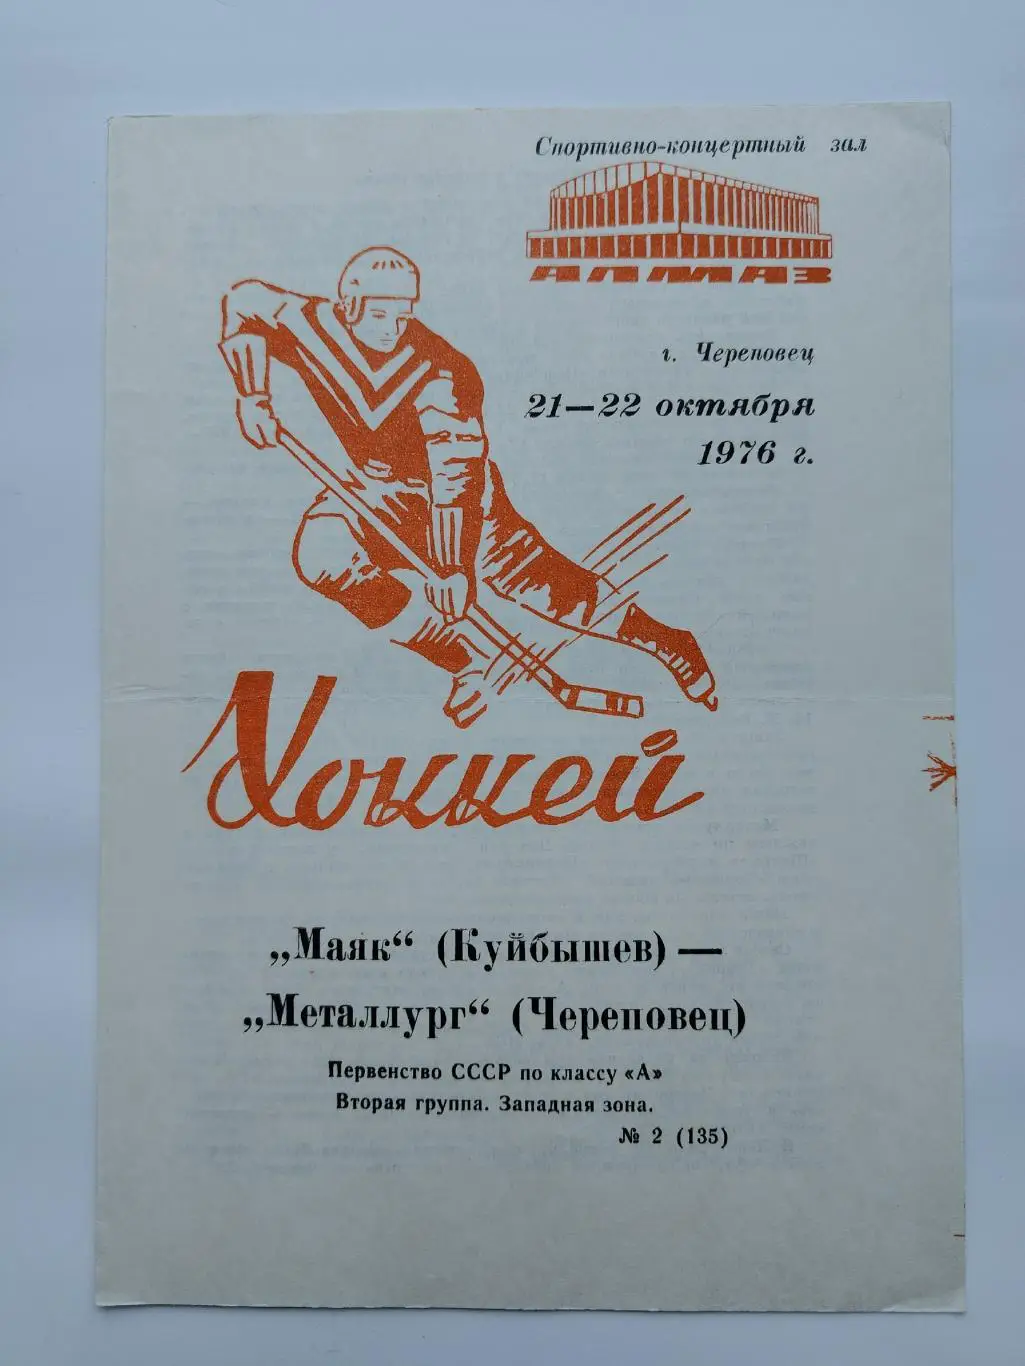 Спортивно-концертный зал
АЛМАЗ
г. Череповец
21—22 октября
1976 г.
Хоккей
„Маяк“ (Куйбышев) —
„Металлург“ (Череповец)
Первенство СССР по классу «А»
Вторая группа. Западная зона.
№ 2 (135)